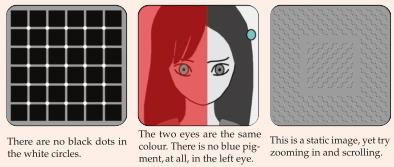 There are no black dots in
the white circles.
The two eyes are the same
colour. There is no blue pig-
ment, at all, in the left eye.
This is a static image, yet try
zooming in and scrolling.